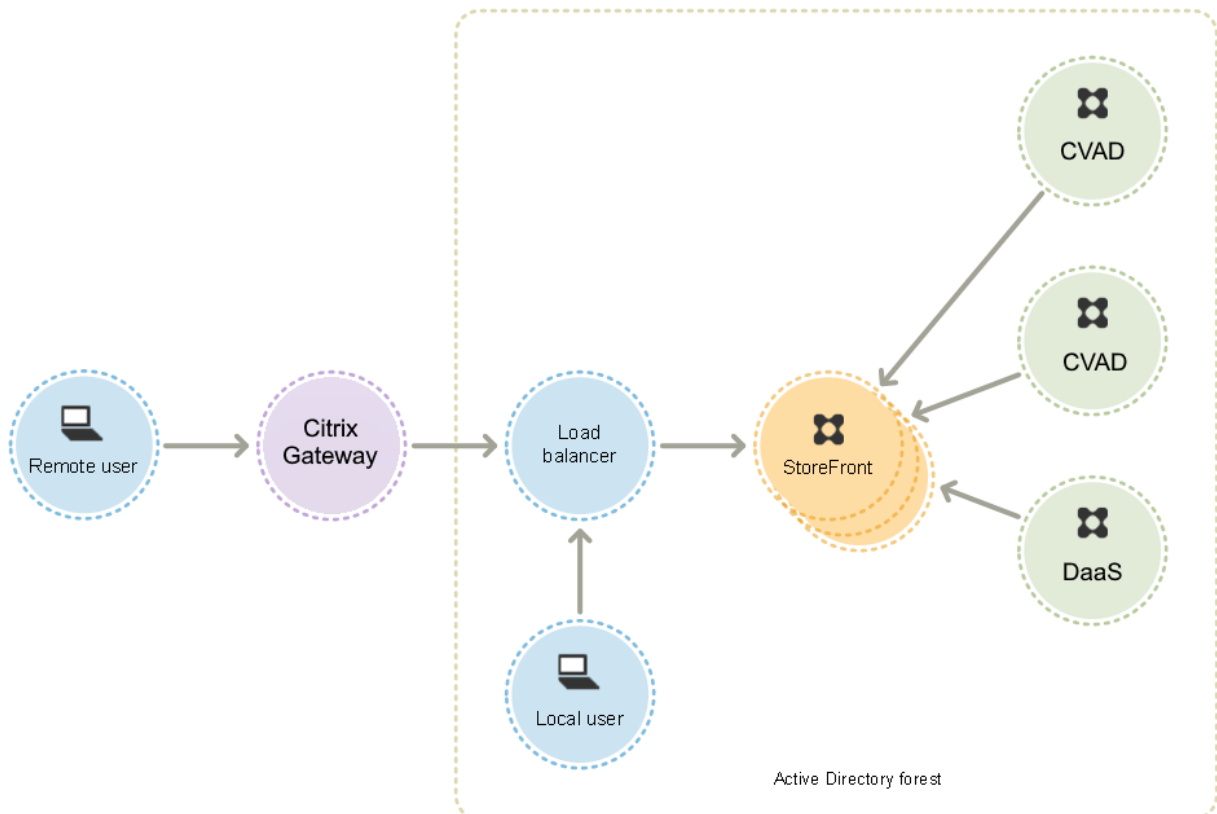 CVAD
CVAD
Remote user
Citrix
Gateway
Load
balancer
StoreFront
DaaS
Local user
Active Directory forest